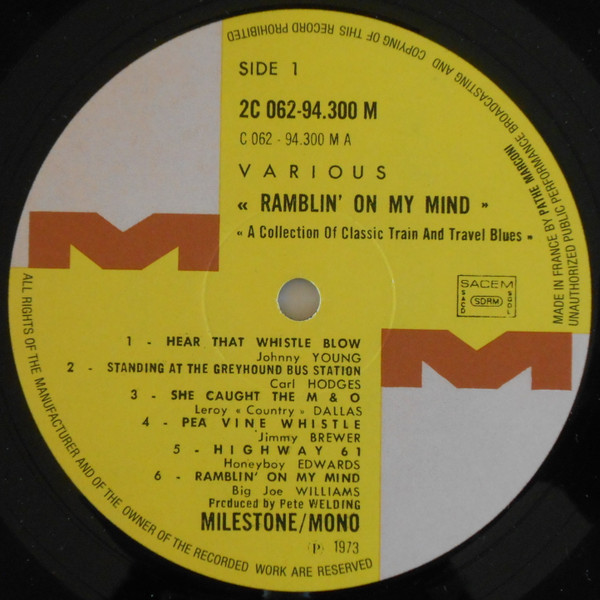 SIDE 1
2C 062-94.300 M
C 062 - 94.300 M A
VARIOUS
« RAMBLIN' ON MY MIND »
« A Collection Of Classic Train And Travel Blues »
SACEM
SACD SDRM SGDL
1 - HEAR THAT WHISTLE BLOW
Johnny YOUNG
2 - STANDING AT THE GREYHOUND BUS STATION
Carl HODGES
3 - SHE CAUGHT THE M & O
Leroy « Country » DALLAS
4 - PEA VINE WHISTLE
Jimmy BREWER
5 - HIGHWAY 61
Honeyboy EDWARDS
6 - RAMBLIN' ON MY MIND
Big Joe WILLIAMS
Produced by Pete WELDING
MILESTONE/MONO
Ⓟ 1973
ALL RIGHTS OF THE MANUFACTURER AND OF THE OWNER OF THE RECORDED WORK ARE RESERVED
UNAUTHORIZED PUBLIC PERFORMANCE BROADCASTING AND COPYING OF THIS RECORD PROHIBITED
MADE IN FRANCE BY PATHE MARCONI